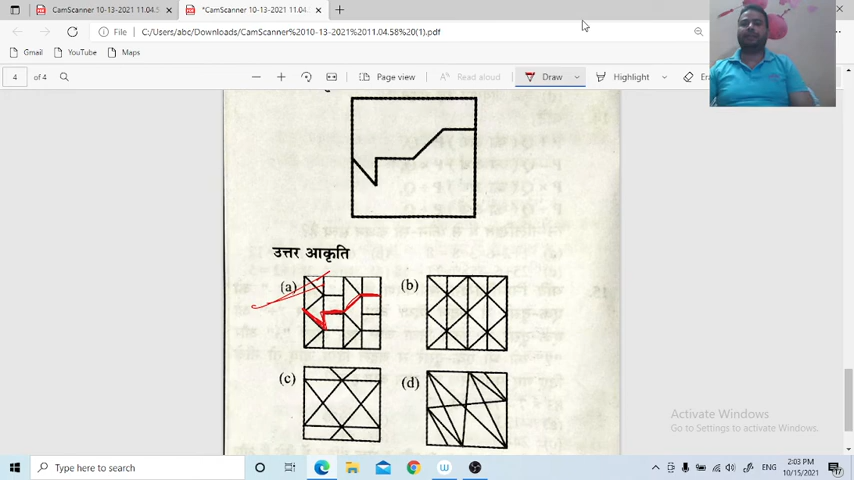 CamScanner 10-13-2021 11.04.5
*CamScanner 10-13-2021 11.04.
File
C:/Users/abc/Downloads/CamScanner%2010-13-2021%2011.04.58%20(1).pdf
Gmail
YouTube
Maps
4
of 4
Page view
Read aloud
Draw
Highlight
Era
उत्तर आकृति
(a)
(b)
(c)
(d)
Activate Windows
Go to Settings to activate Windows.
Type here to search
ENG
2:03 PM
10/15/2021
17